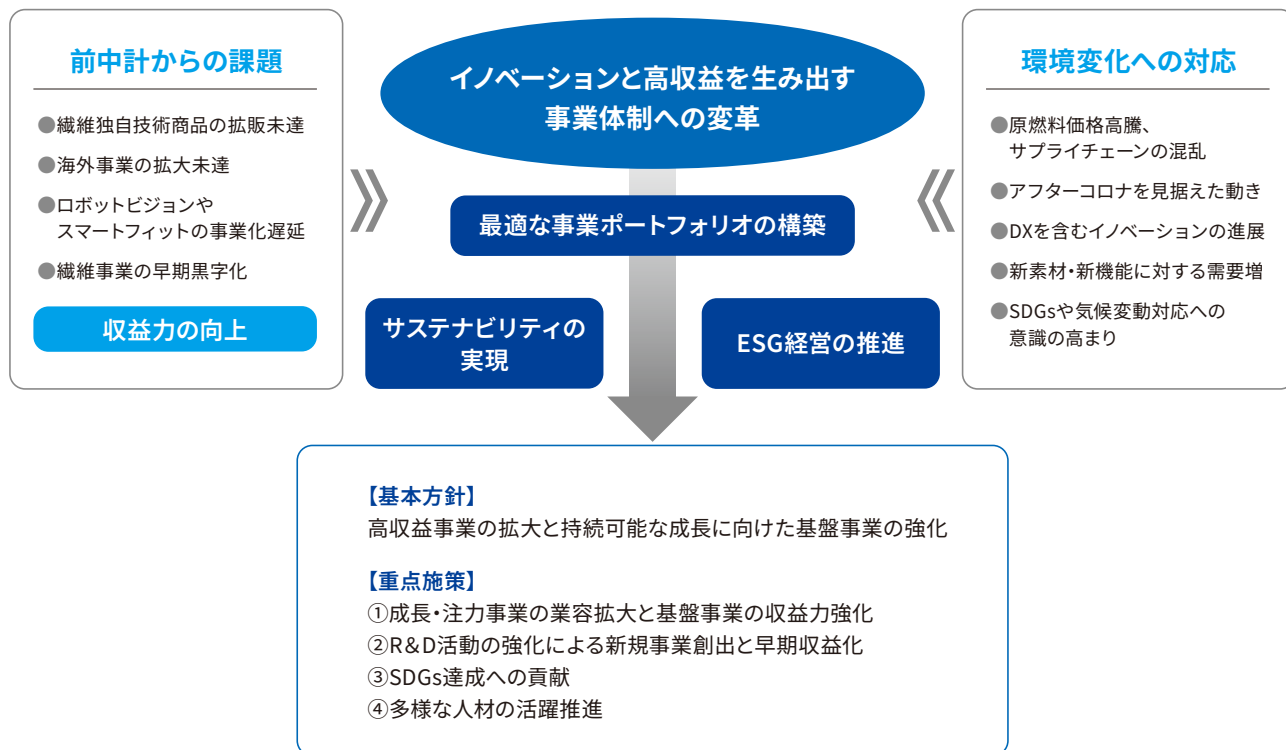 前中計からの課題
●繊維独自技術商品の拡販未達
●海外事業の拡大未達
●ロボットビジョンや
スマートフィットの事業化遅延
●繊維事業の早期黒字化
収益力の向上
イノベーションと高収益を生み出す
事業体制への変革
最適な事業ポートフォリオの構築
サステナビリティの
実現
ESG経営の推進
環境変化への対応
●原燃料価格高騰、
サプライチェーンの混乱
●アフターコロナを見据えた動き
●DXを含むイノベーションの進展
●新素材・新機能に対する需要増
●SDGsや気候変動対応への
意識の高まり
【基本方針】
高収益事業の拡大と持続可能な成長に向けた基盤事業の強化
【重点施策】
①成長・注力事業の業容拡大と基盤事業の収益力強化
②R&D活動の強化による新規事業創出と早期収益化
③SDGs達成への貢献
④多様な人材の活躍推進